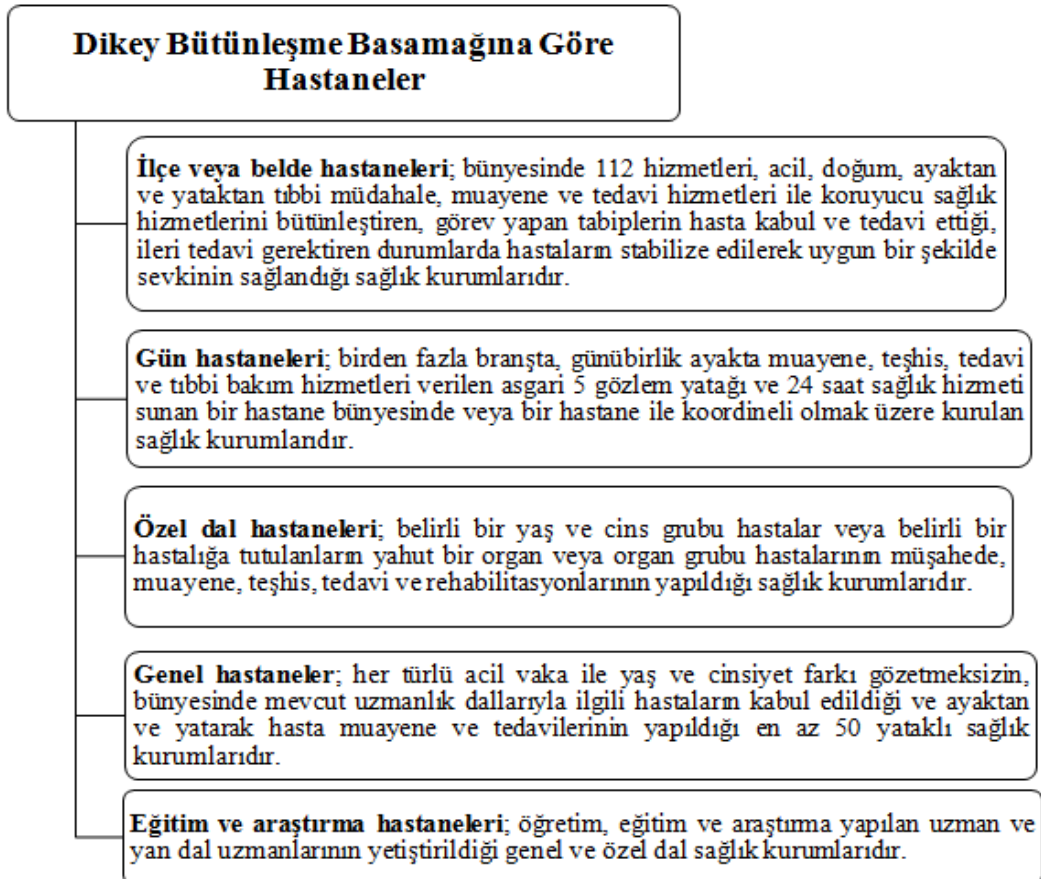 Dikey Bütünleşme Basamağına Göre
Hastaneler
İlçe veya belde hastaneleri; bünyesinde 112 hizmetleri, acil, doğum, ayaktan
ve yataktan tıbbi müdahale, muayene ve tedavi hizmetleri ile koruyucu sağlık
hizmetlerini bütünleştiren, görev yapan tabiplerin hasta kabul ve tedavi ettiği,
ileri tedavi gerektiren durumlarda hastaların stabilize edilerek uygun bir şekilde
sevkinin sağlandığı sağlık kurumlarıdır.
Gün hastaneleri; birden fazla branşta, günübirlik ayakta muayene, teşhis, tedavi
ve tıbbi bakım hizmetleri verilen asgari 5 gözlem yatağı ve 24 saat sağlık hizmeti
sunan bir hastane bünyesinde veya bir hastane ile koordineli olmak üzere kurulan
sağlık kurumlarıdır.
Özel dal hastaneleri; belirli bir yaş ve cins grubu hastalar veya belirli bir
hastalığa tutulanların yahut bir organ veya organ grubu hastalarının müşahede,
muayene, teşhis, tedavi ve rehabilitasyonlarının yapıldığı sağlık kurumlarıdır.
Genel hastaneler; her türlü acil vaka ile yaş ve cinsiyet farkı gözetmeksizin,
bünyesinde mevcut uzmanlık dallarıyla ilgili hastaların kabul edildiği ve ayaktan
ve yatarak hasta muayene ve tedavilerinin yapıldığı en az 50 yataklı sağlık
kurumlarıdır.
Eğitim ve araştırma hastaneleri; öğretim, eğitim ve araştırma yapılan uzman ve
yan dal uzmanlarının yetiştirildiği genel ve özel dal sağlık kurumlarıdır.